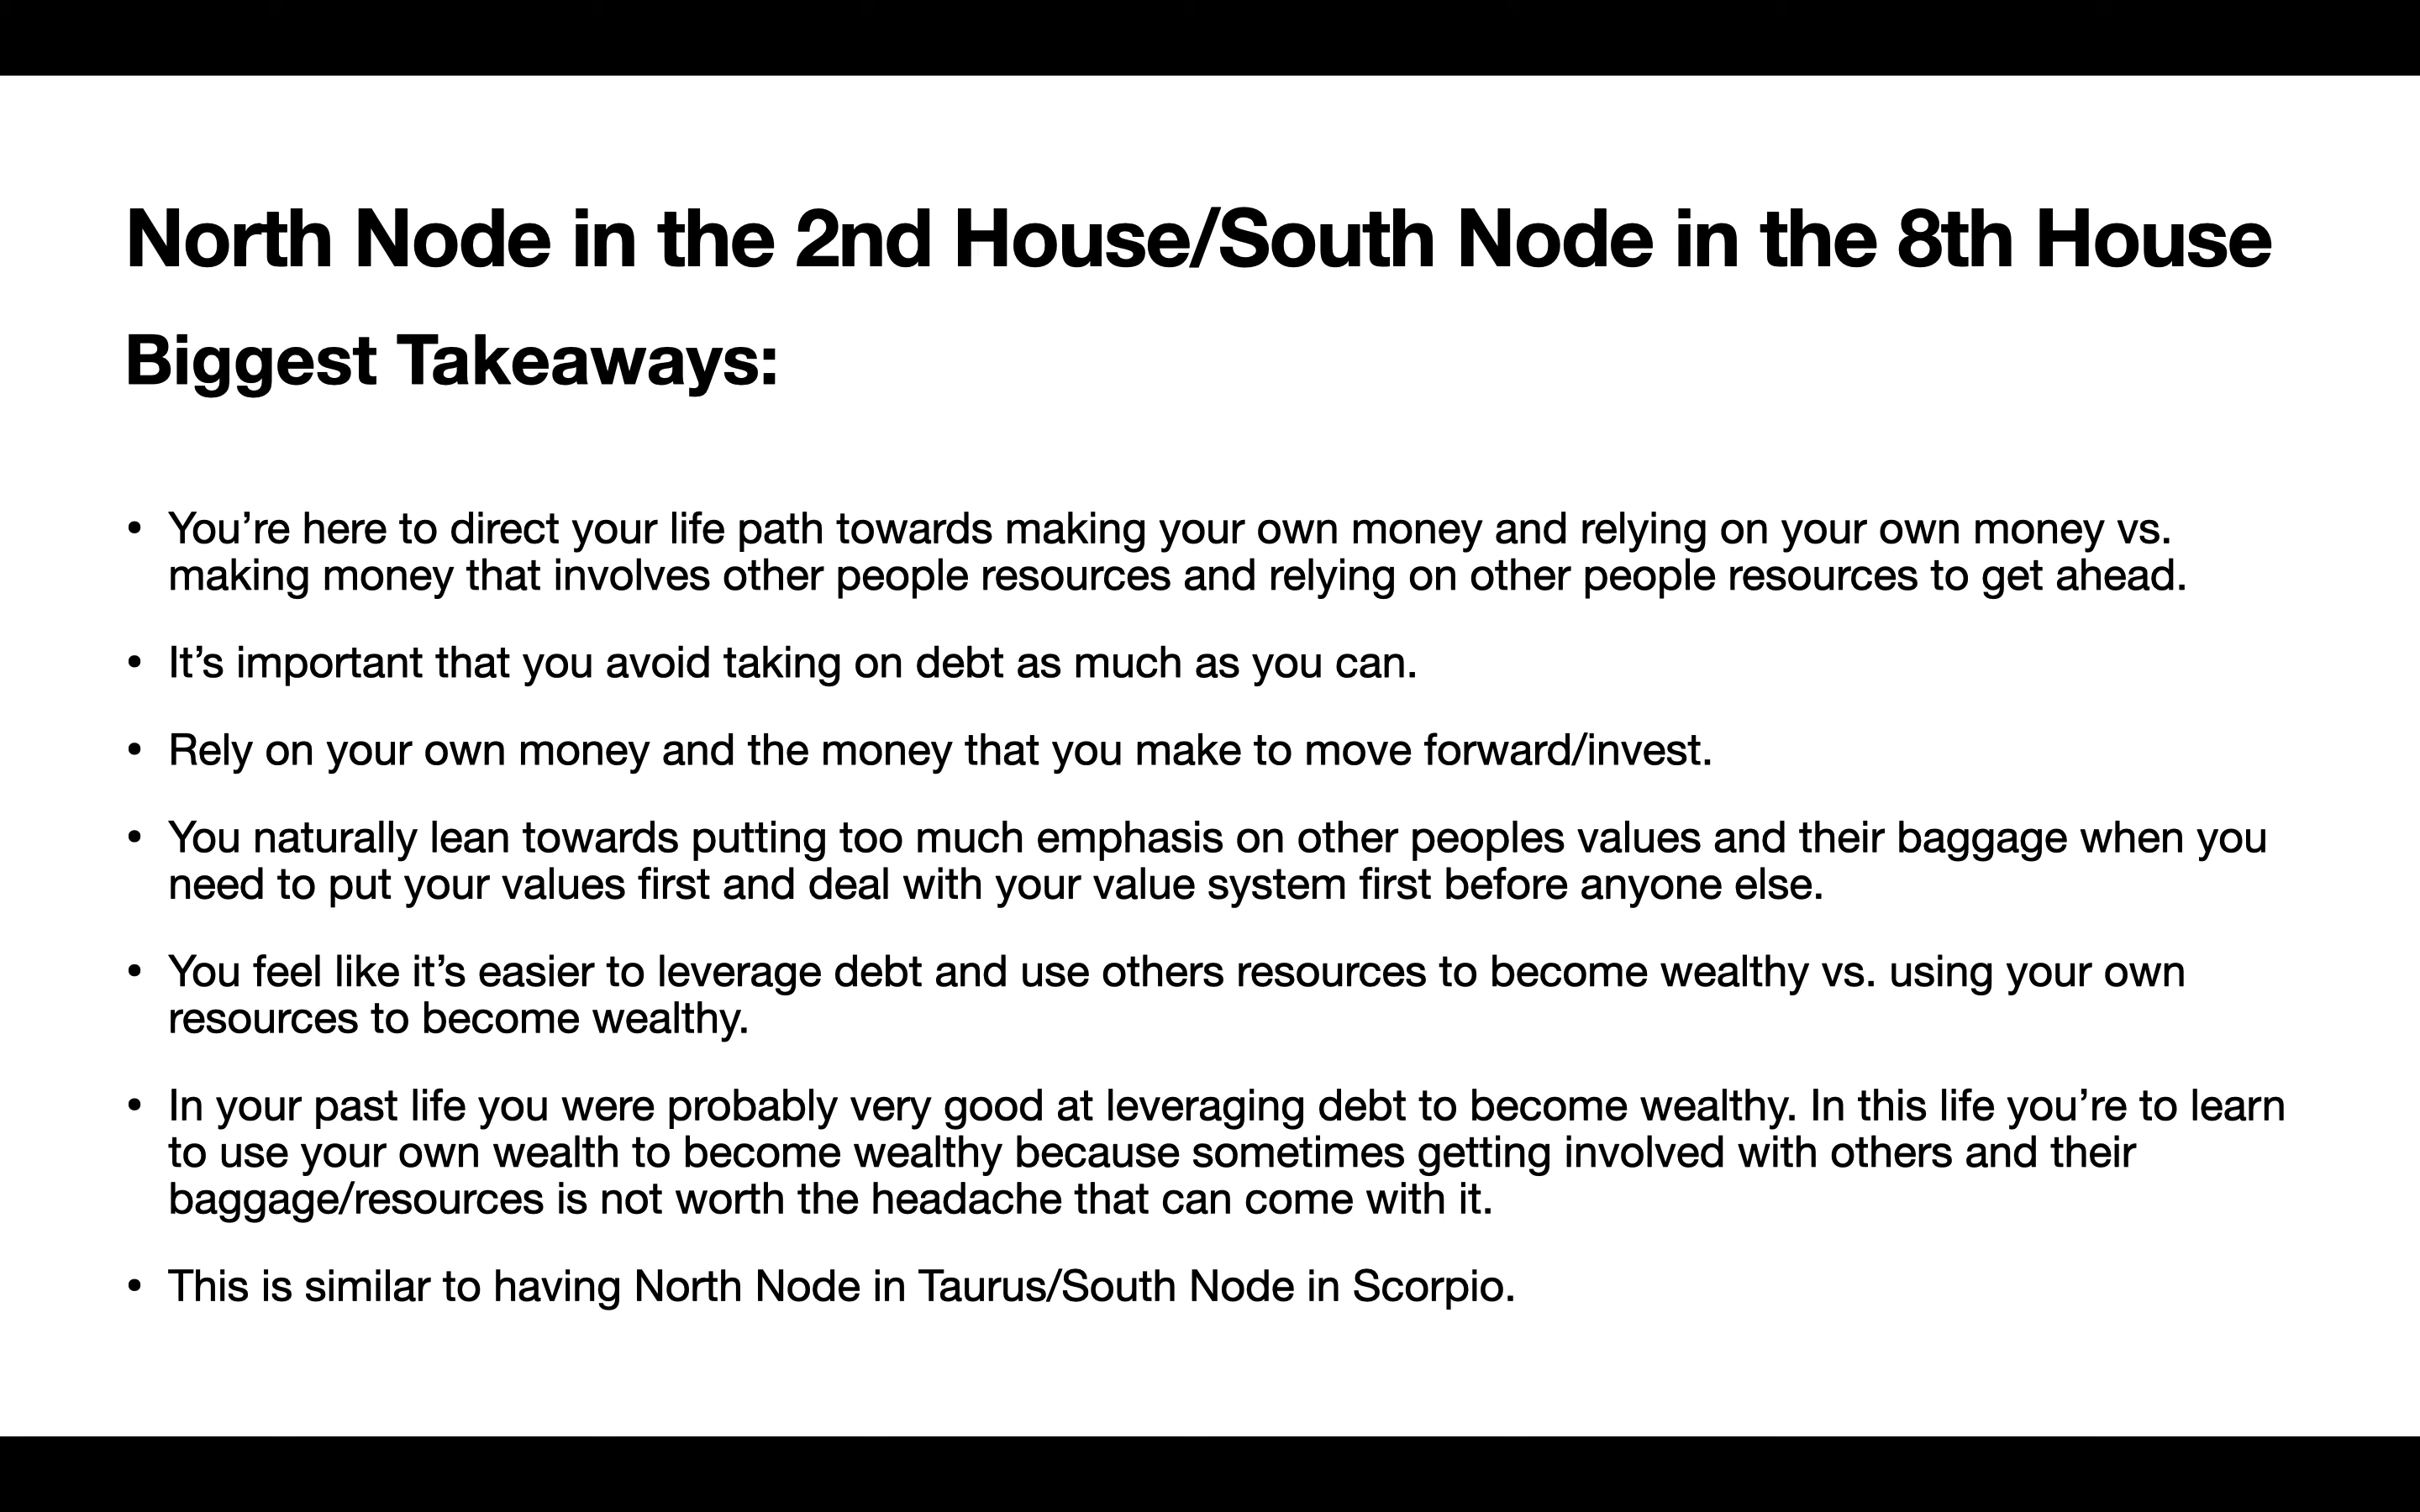 North Node in the 2nd House/South Node in the 8th House
Biggest Takeaways:
• You’re here to direct your life path towards making your own money and relying on your own money vs.
making money that involves other people resources and relying on other people resources to get ahead.
• It’s important that you avoid taking on debt as much as you can.
• Rely on your own money and the money that you make to move forward/invest.
• You naturally lean towards putting too much emphasis on other peoples values and their baggage when you
need to put your values first and deal with your value system first before anyone else.
• You feel like it’s easier to leverage debt and use others resources to become wealthy vs. using your own
resources to become wealthy.
• In your past life you were probably very good at leveraging debt to become wealthy. In this life you’re to learn
to use your own wealth to become wealthy because sometimes getting involved with others and their
baggage/resources is not worth the headache that can come with it.
• This is similar to having North Node in Taurus/South Node in Scorpio.